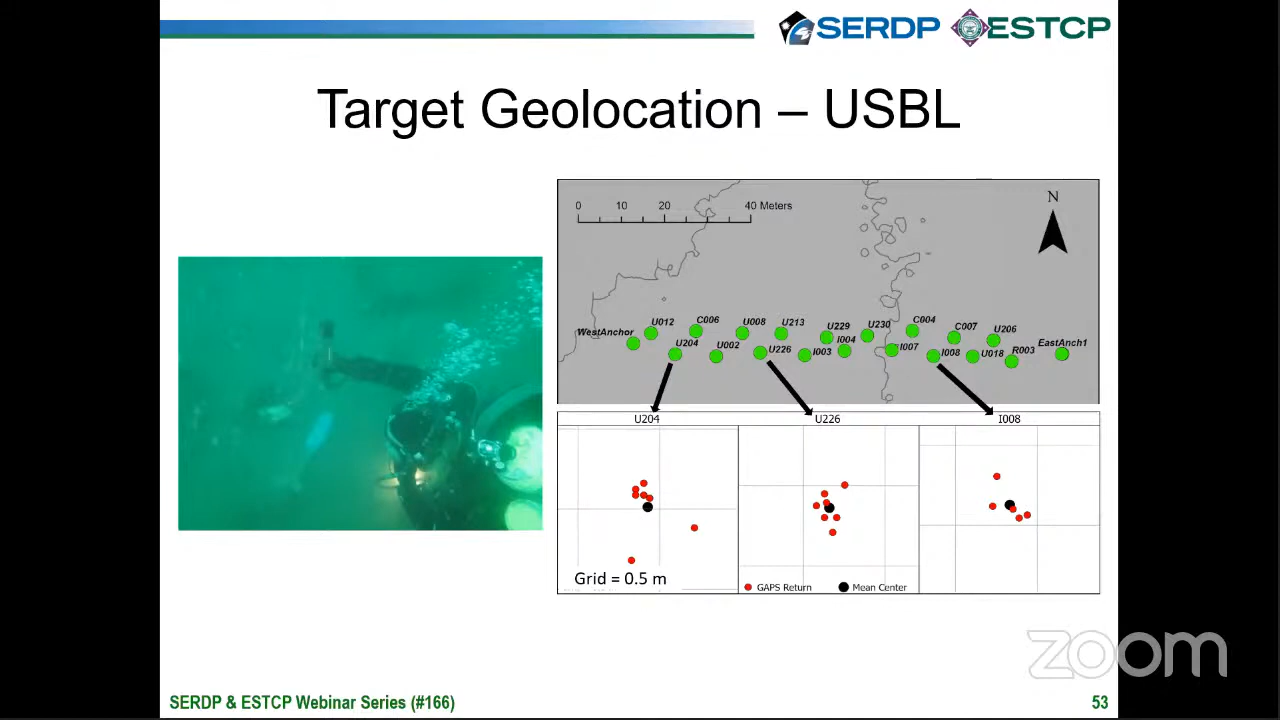 SERDP ESTCP
Target Geolocation – USBL
N
0 10 20 40 Meters
WestAnchor
U012
U204
C006
U002
U008
U226
U213
I003
U229
I004
U230
I007
C004
I008
C007
U018
U206
R003
EastAnch1
U204
U226
I008
Grid = 0.5 m
GAPS Return
Mean Center
zoom
SERDP & ESTCP Webinar Series (#166)
53